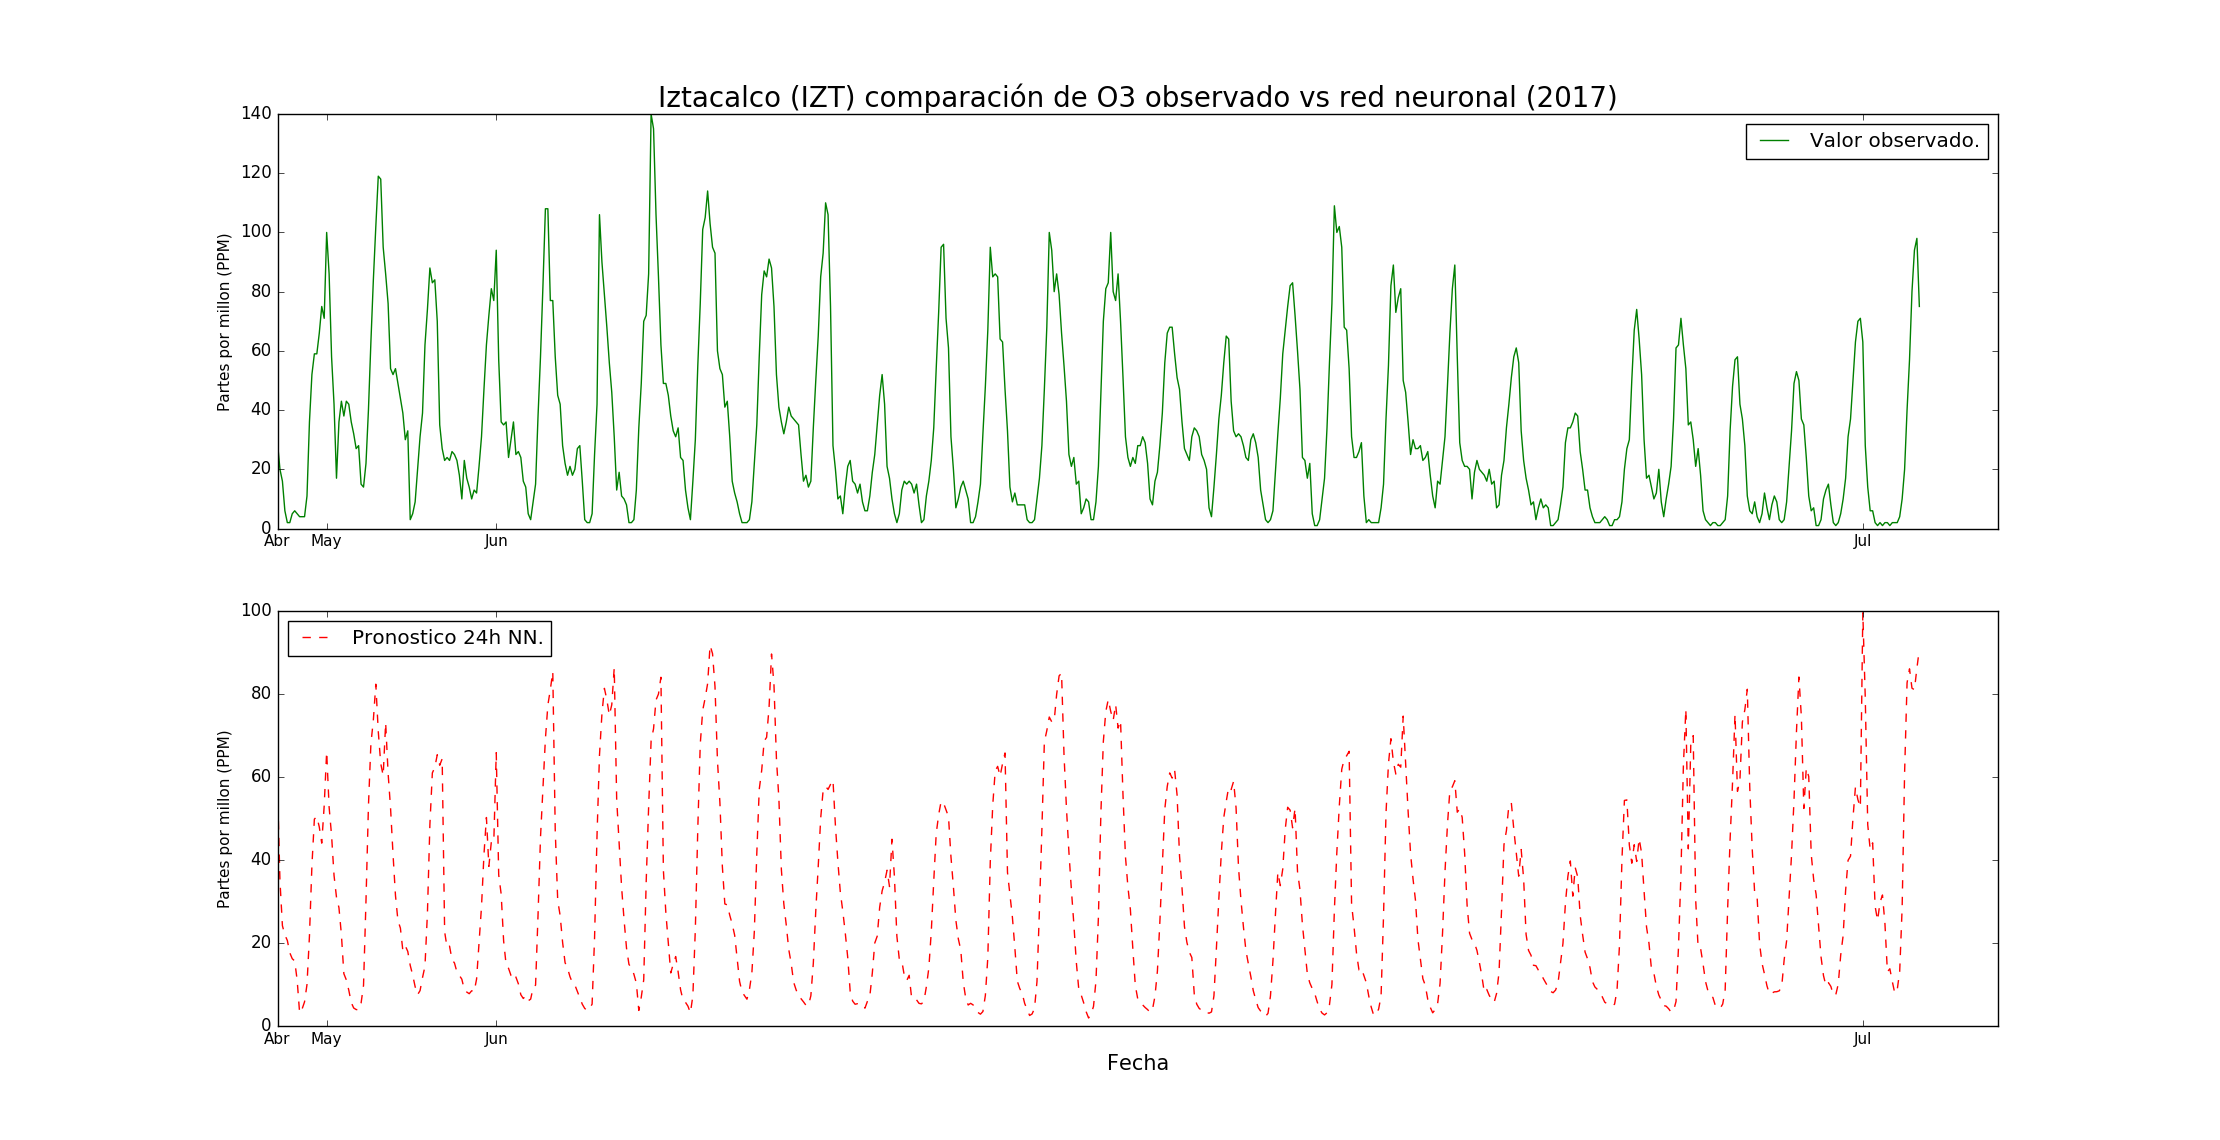 Iztacalco (IZT) comparación de O3 observado vs red neuronal (2017)
140
120
100
80
60
40
20
0
Partes por millon (PPM)
Valor observado.
Abr May Jun Jul
100
80
60
40
20
0
Partes por millon (PPM)
Pronostico 24h NN.
Abr May Jun Jul
Fecha